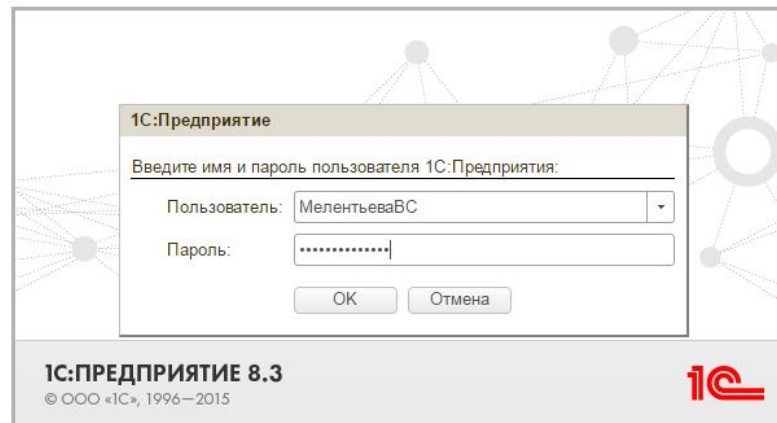 1С:Предприятие
Введите имя и пароль пользователя 1С:Предприятия:
Пользователь: МелентьеваВС
Пароль: ••••••••••••••
OK Отмена
1С:ПРЕДПРИЯТИЕ 8.3
© ООО «1С», 1996—2015
1С